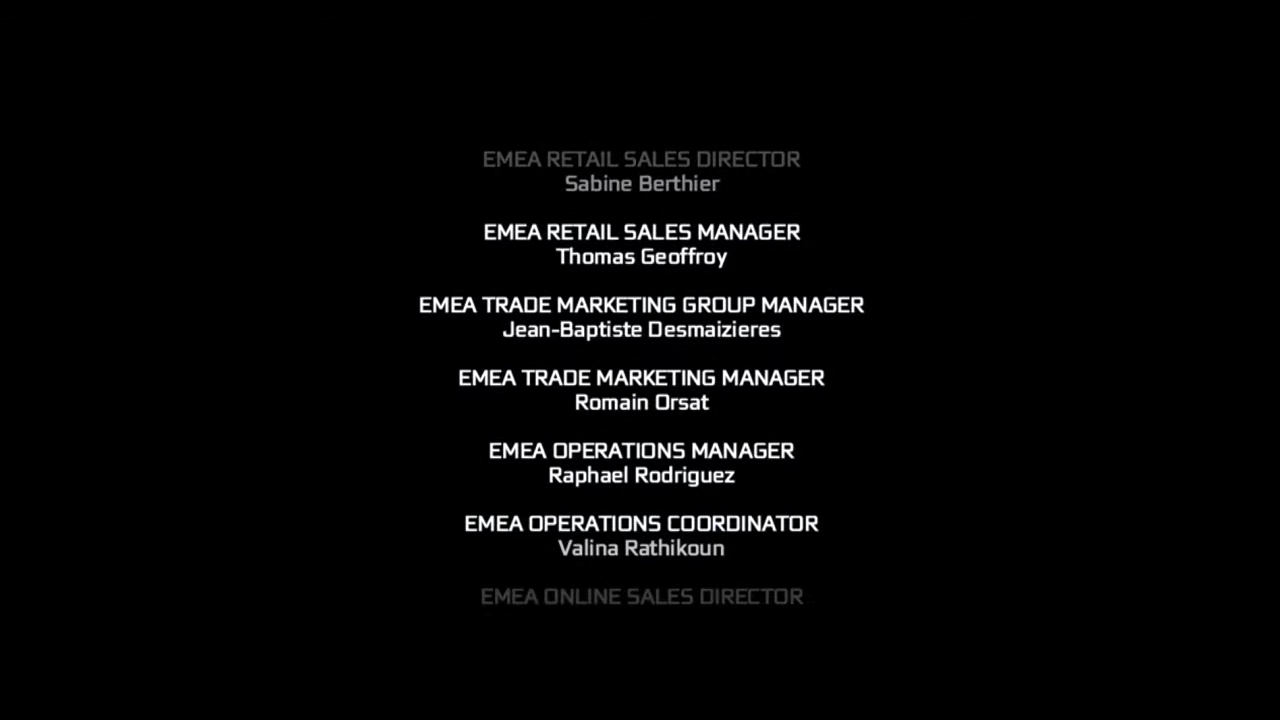 EMEA RETAIL SALES DIRECTOR
Sabine Berthier
EMEA RETAIL SALES MANAGER
Thomas Geoffroy
EMEA TRADE MARKETING GROUP MANAGER
Jean-Baptiste Desmaizieres
EMEA TRADE MARKETING MANAGER
Romain Orsat
EMEA OPERATIONS MANAGER
Raphael Rodriguez
EMEA OPERATIONS COORDINATOR
Valina Rathikoun
EMEA ONLINE SALES DIRECTOR